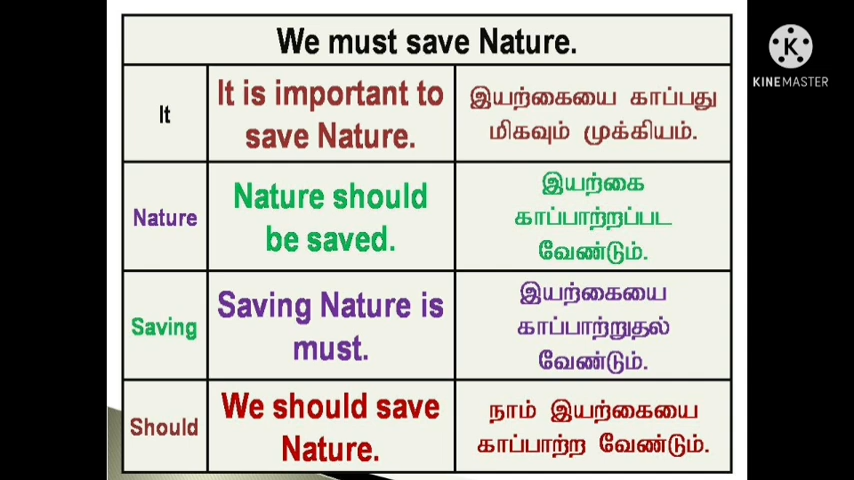 We must save Nature.
It
It is important to
save Nature.
இயற்கையை காப்பது
மிகவும் முக்கியம்.
Nature
Nature should
be saved.
இயற்கை
காப்பாற்றப்பட
வேண்டும்.
Saving
Saving Nature is
must.
இயற்கையை
காப்பாற்றுதல்
வேண்டும்.
Should
We should save
Nature.
நாம் இயற்கையை
காப்பாற்ற வேண்டும்.
K
KINEMASTER